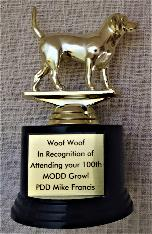 Woof Woof
In Recognition of
Attending your 100th
MODD Growl
PDD Mike Francis